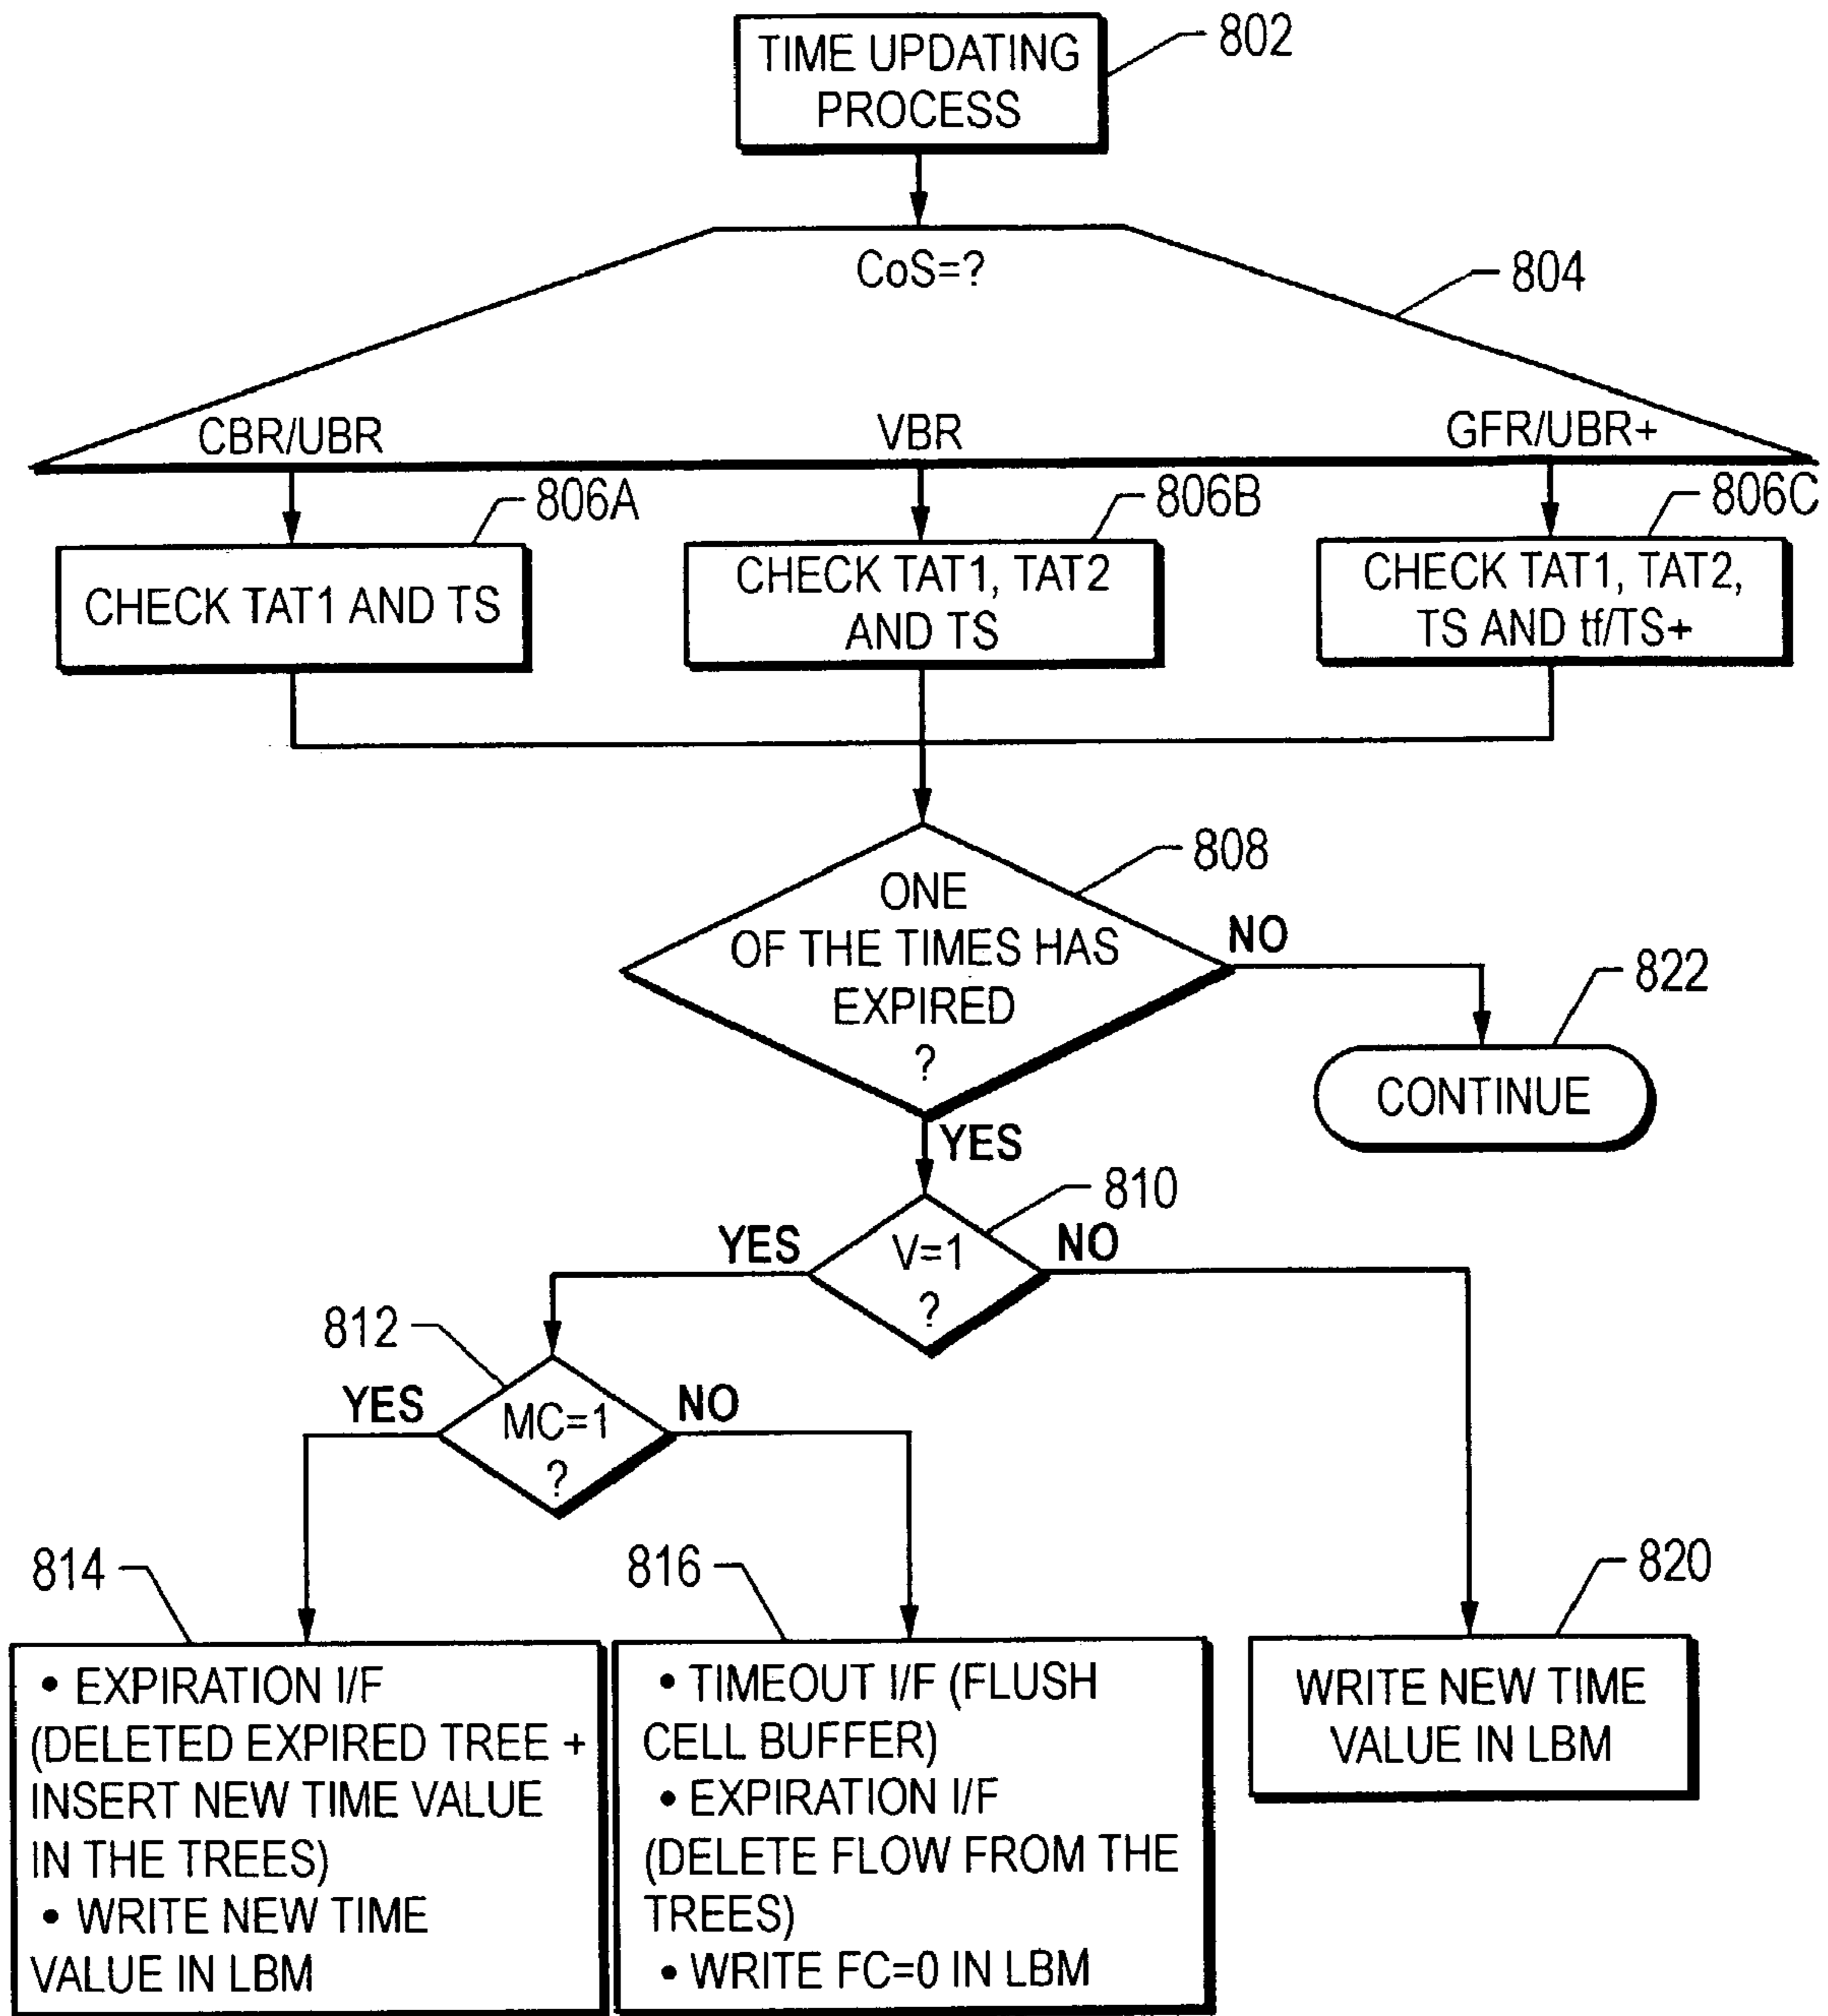 TIME UPDATING
PROCESS
802
CoS=?
804
CBR/UBR
VBR
GFR/UBR+
806A
806B
806C
CHECK TAT1 AND TS
CHECK TAT1, TAT2
AND TS
CHECK TAT1, TAT2,
TS AND tf/TS+
808
ONE
OF THE TIMES HAS
EXPIRED
?
NO
822
CONTINUE
YES
810
YES
V=1
?
NO
812
YES
MC=1
?
NO
814
816
820
• EXPIRATION I/F
(DELETED EXPIRED TREE +
INSERT NEW TIME VALUE
IN THE TREES)
• WRITE NEW TIME
VALUE IN LBM
• TIMEOUT I/F (FLUSH
CELL BUFFER)
• EXPIRATION I/F
(DELETE FLOW FROM THE
TREES)
• WRITE FC=0 IN LBM
WRITE NEW TIME
VALUE IN LBM